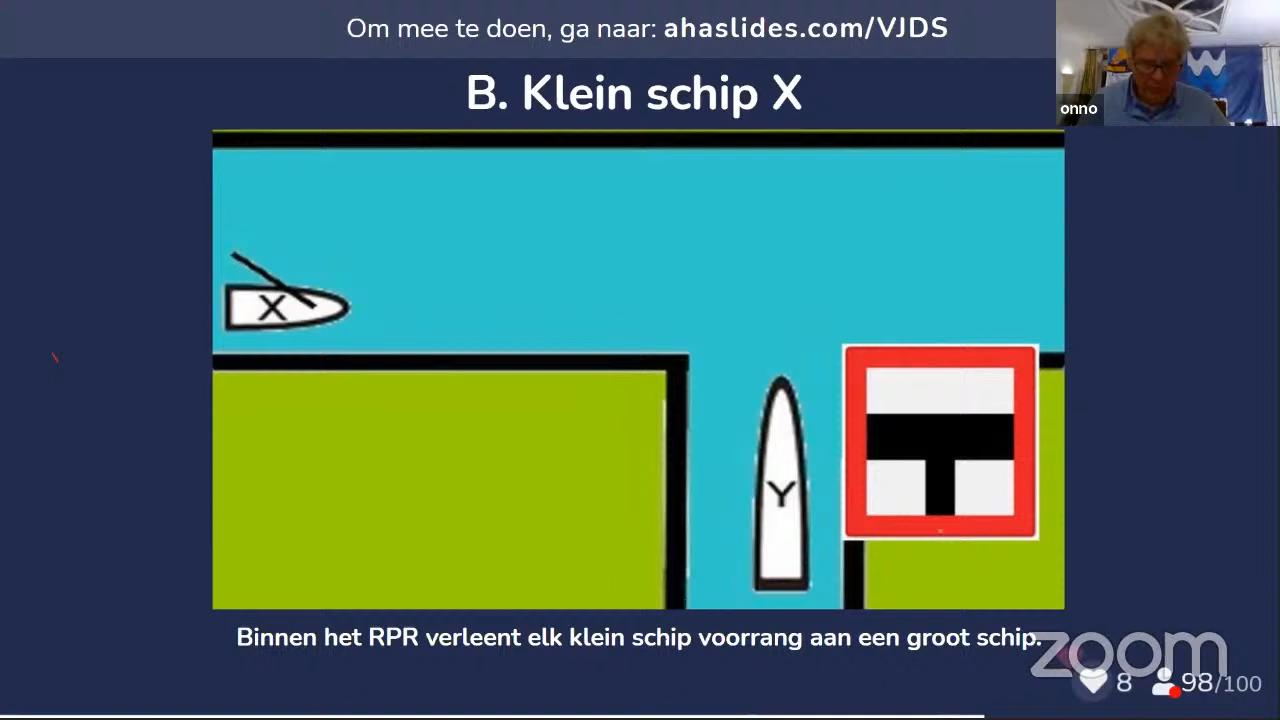 Om mee te doen, ga naar: ahaslides.com/VJDS
B. Klein schip X
onno
X
Y
Binnen het RPR verleent elk klein schip voorrang aan een groot schip.
zoom
8 98/100